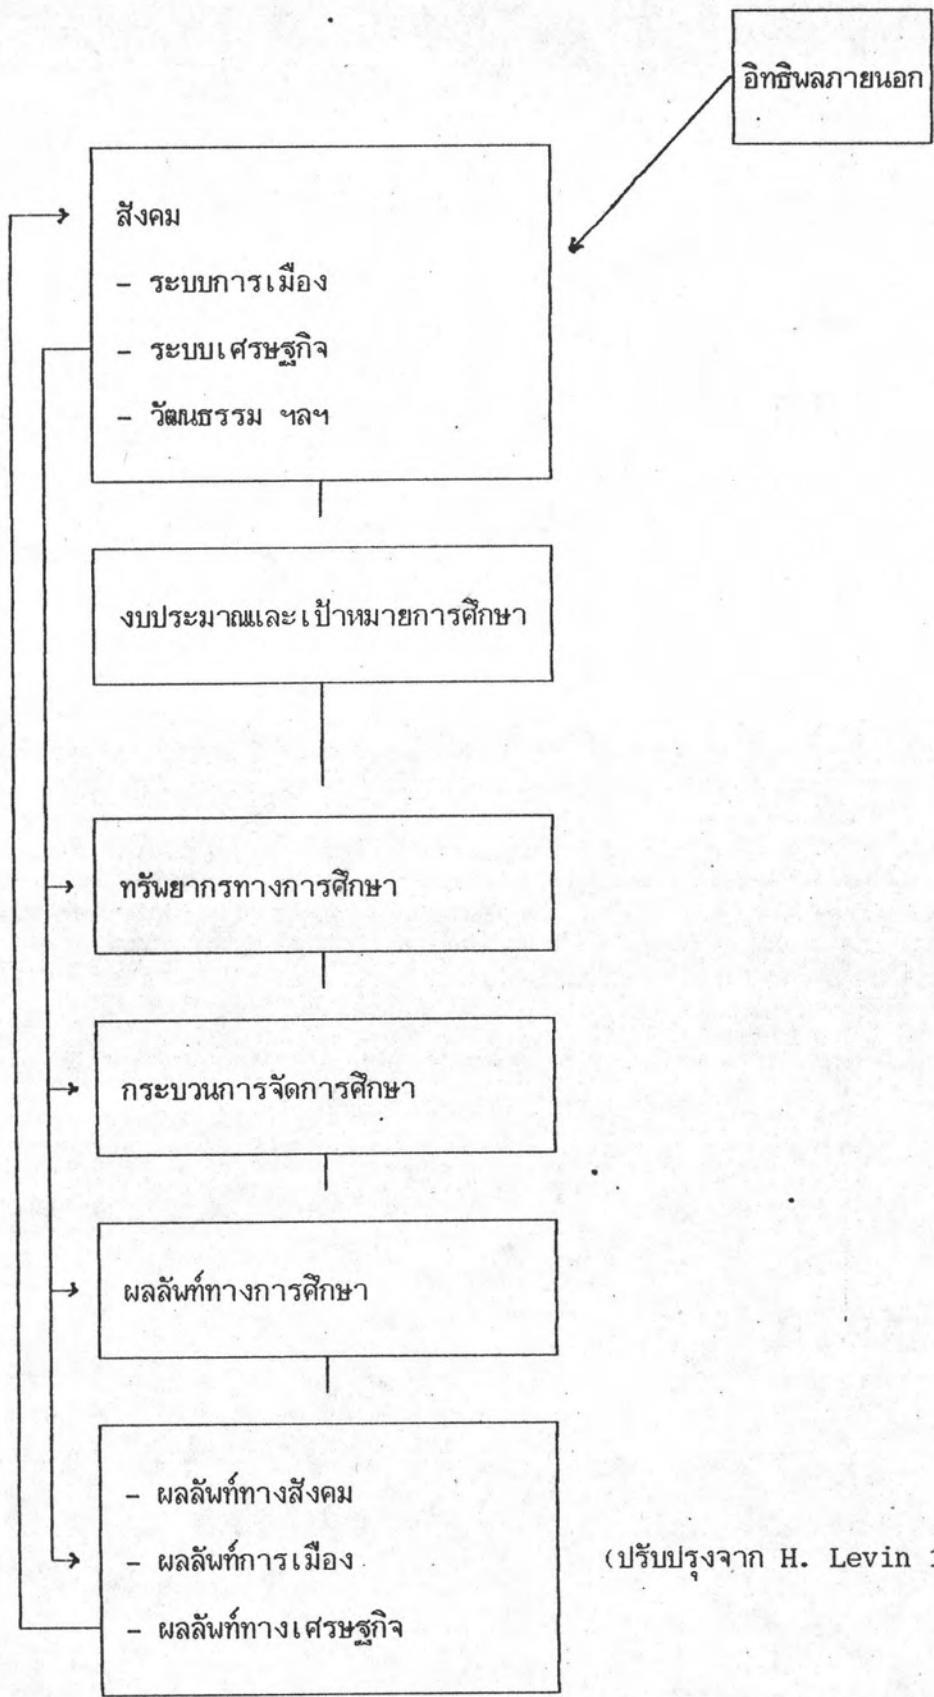 อิทธิพลภายนอก
สังคม
- ระบบการเมือง
- ระบบเศรษฐกิจ
- วัฒนธรรม ฯลฯ
งบประมาณและเป้าหมายการศึกษา
ทรัพยากรทางการศึกษา
กระบวนการจัดการศึกษา
ผลลัพท์ทางการศึกษา
- ผลลัพท์ทางสังคม
- ผลลัพท์การเมือง
- ผลลัพท์ทางเศรษฐกิจ
(ปรับปรุงจาก H. Levin